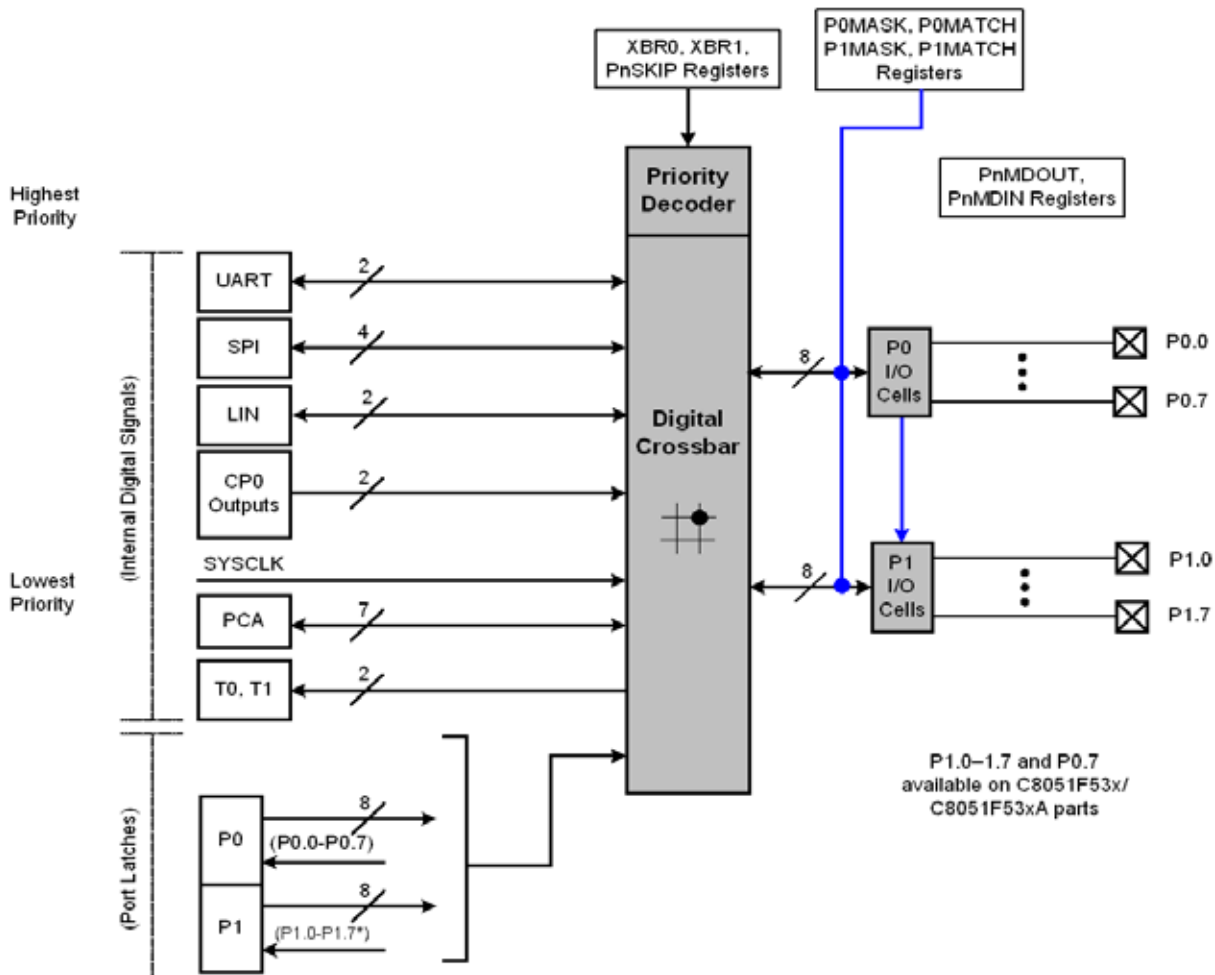 XBR0, XBR1,
PnSKIP Registers
P0MASK, P0MATCH
P1MASK, P1MATCH
Registers
PnMDOUT,
PnMDIN Registers
Highest
Priority
Lowest
Priority
(Internal Digital Signals)
(Port Latches)
UART
2
SPI
4
LIN
2
CP0
Outputs
2
SYSCLK
PCA
7
T0, T1
2
P0
8
(P0.0-P0.7)
P1
8
(P1.0-P1.7*)
Priority
Decoder
Digital
Crossbar
8
P0
I/O
Cells
P0.0
P0.7
8
P1
I/O
Cells
P1.0
P1.7
P1.0–1.7 and P0.7
available on C8051F53x/
C8051F53xA parts